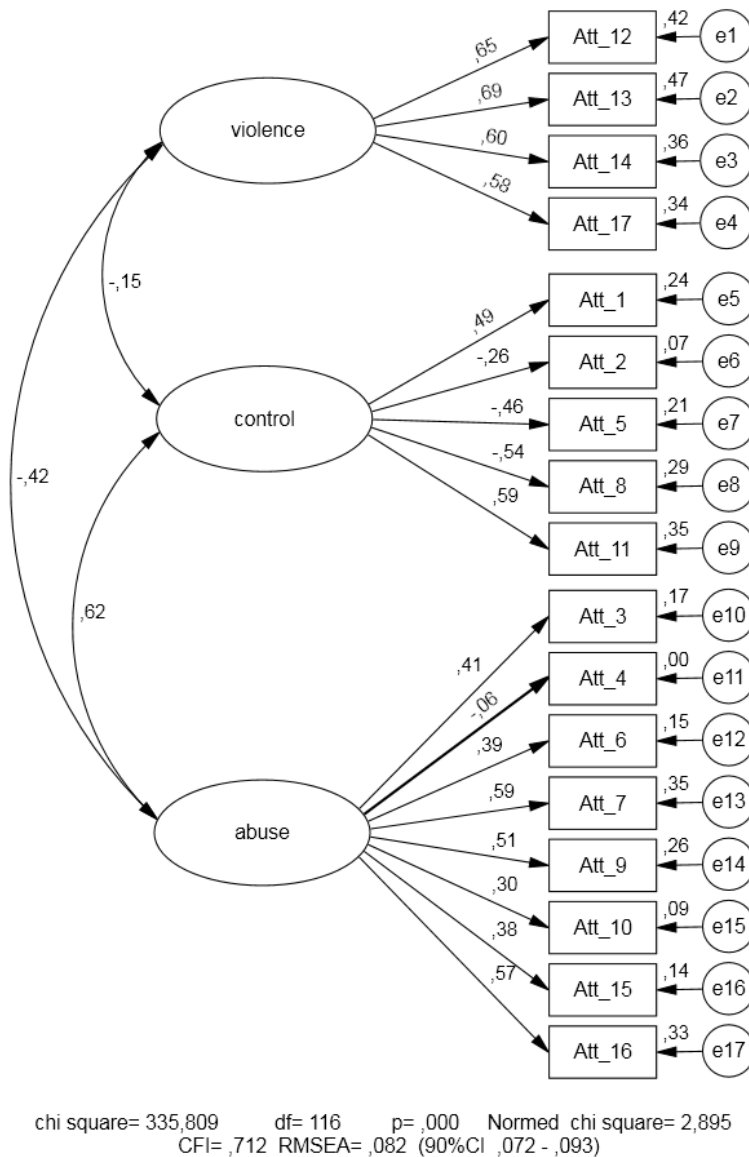 ,65 Att_12 ,42 e1
,69 Att_13 ,47 e2
violence
,60 Att_14 ,36 e3
,58 Att_17 ,34 e4
-,15
,49 Att_1 ,24 e5
-,26 Att_2 ,07 e6
control
-,46 Att_5 ,21 e7
-,54 Att_8 ,29 e8
-,42
,59 Att_11 ,35 e9
,62
,41 Att_3 ,17 e10
-,06 Att_4 ,00 e11
,39 Att_6 ,15 e12
,59 Att_7 ,35 e13
abuse
,51 Att_9 ,26 e14
,30 Att_10 ,09 e15
,38 Att_15 ,14 e16
,57 Att_16 ,33 e17
chi square= 335,809 df= 116 p= ,000 Normed chi square= 2,895
CFI= ,712 RMSEA= ,082 (90%CI ,072 - ,093)